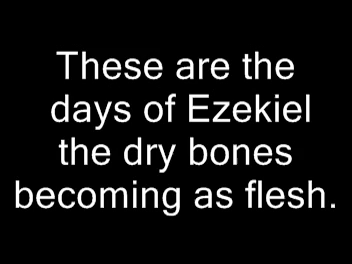 These are the
days of Ezekiel
the dry bones
becoming as flesh.